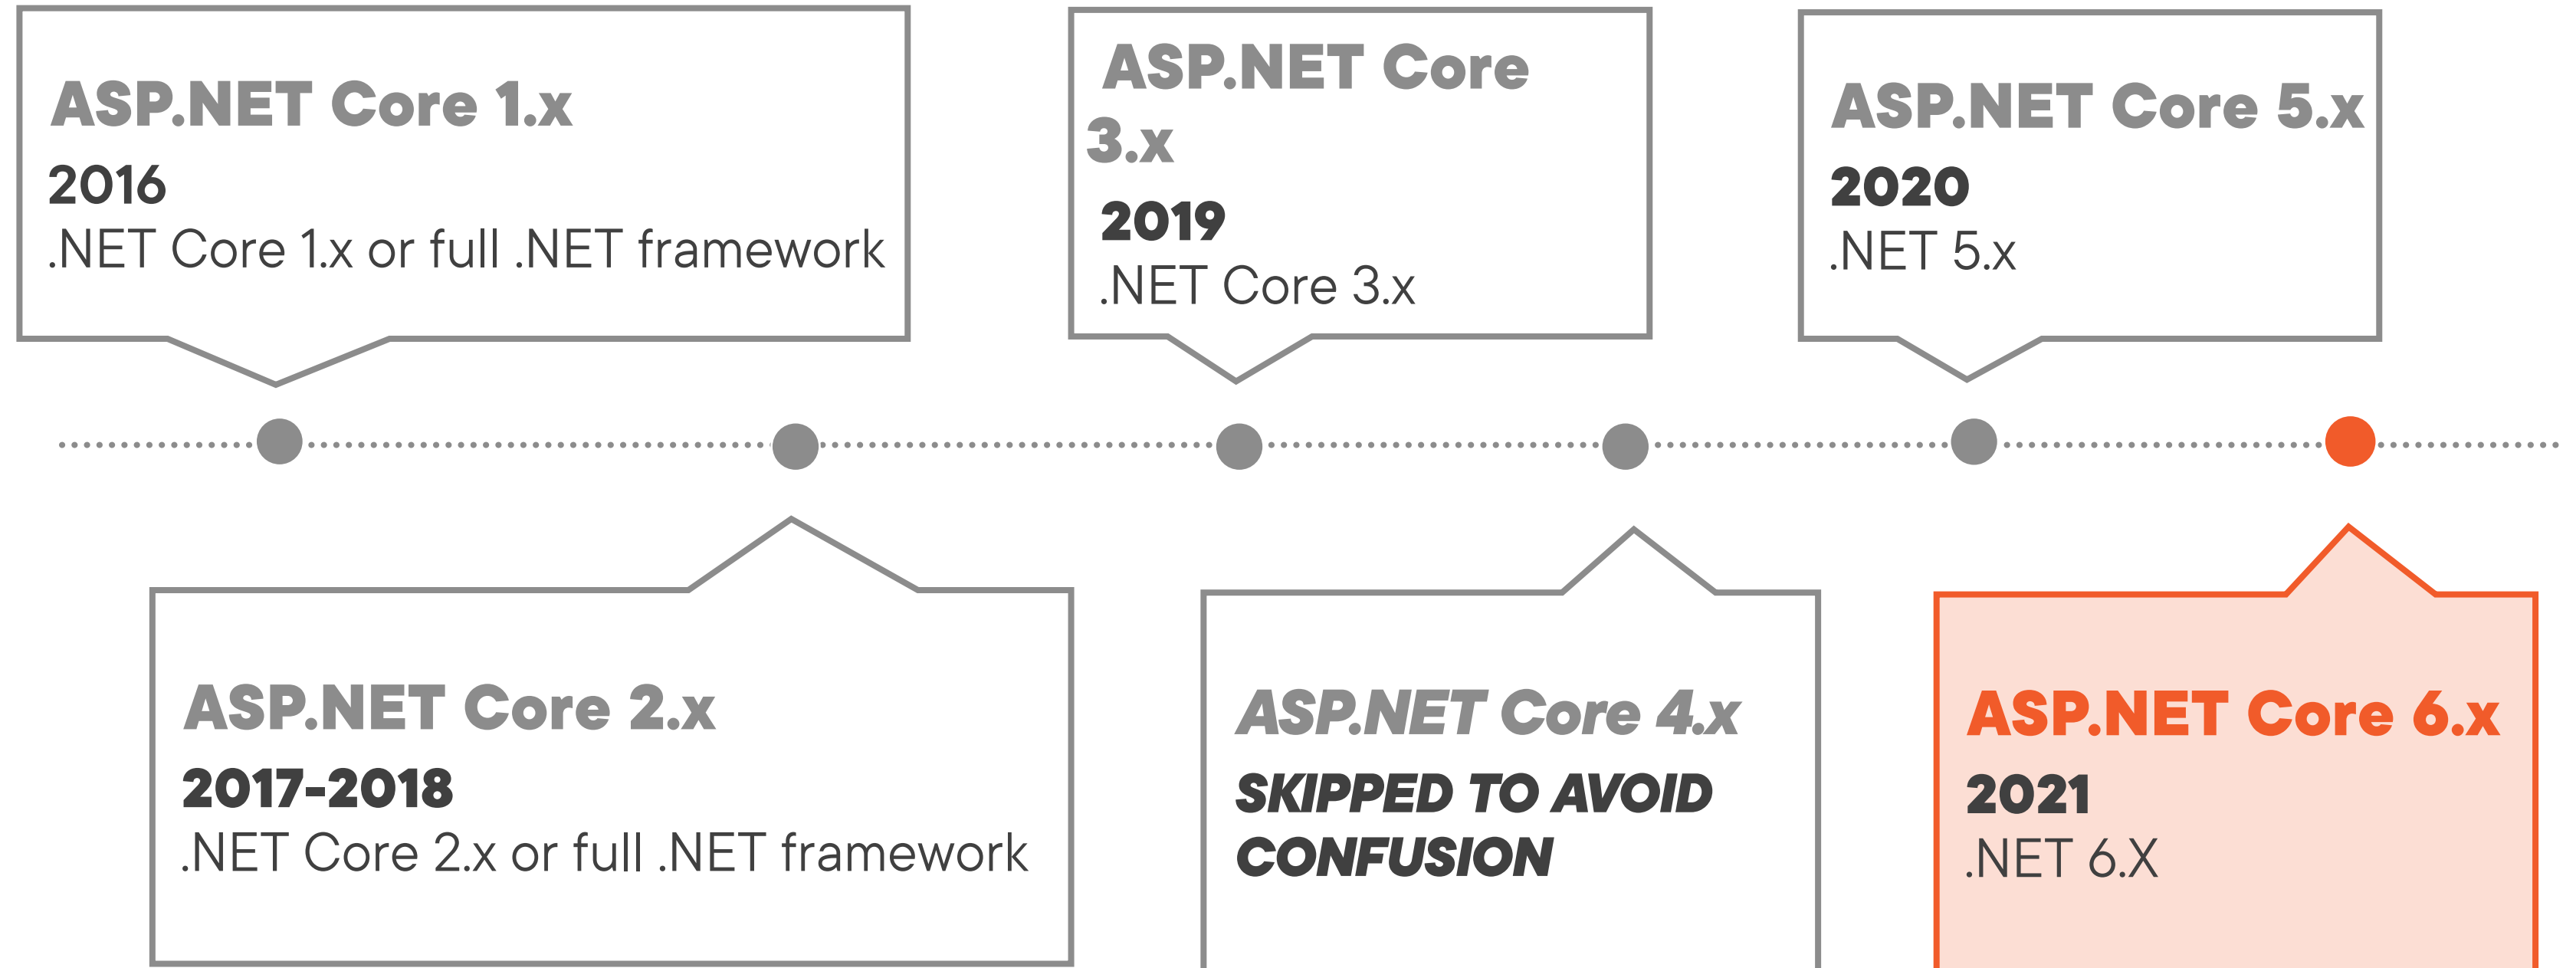 ASP.NET Core 1.x
2016
.NET Core 1.x or full .NET framework
ASP.NET Core 2.x
2017-2018
.NET Core 2.x or full .NET framework
ASP.NET Core
3.x
2019
.NET Core 3.x
ASP.NET Core 4.x
SKIPPED TO AVOID
CONFUSION
ASP.NET Core 5.x
2020
.NET 5.x
ASP.NET Core 6.x
2021
.NET 6.X